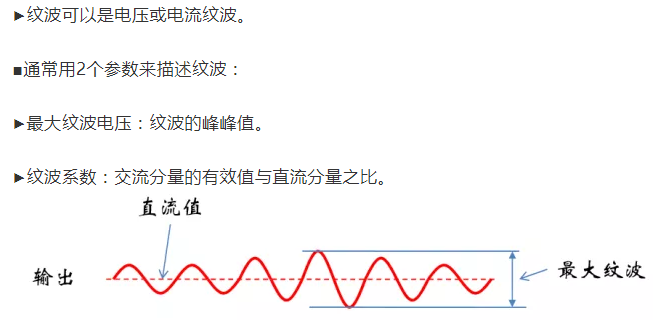 ►纹波可以是电压或电流纹波。
■通常用2个参数来描述纹波：
►最大纹波电压：纹波的峰峰值。
►纹波系数：交流分量的有效值与直流分量之比。
直流值
输出
最大纹波